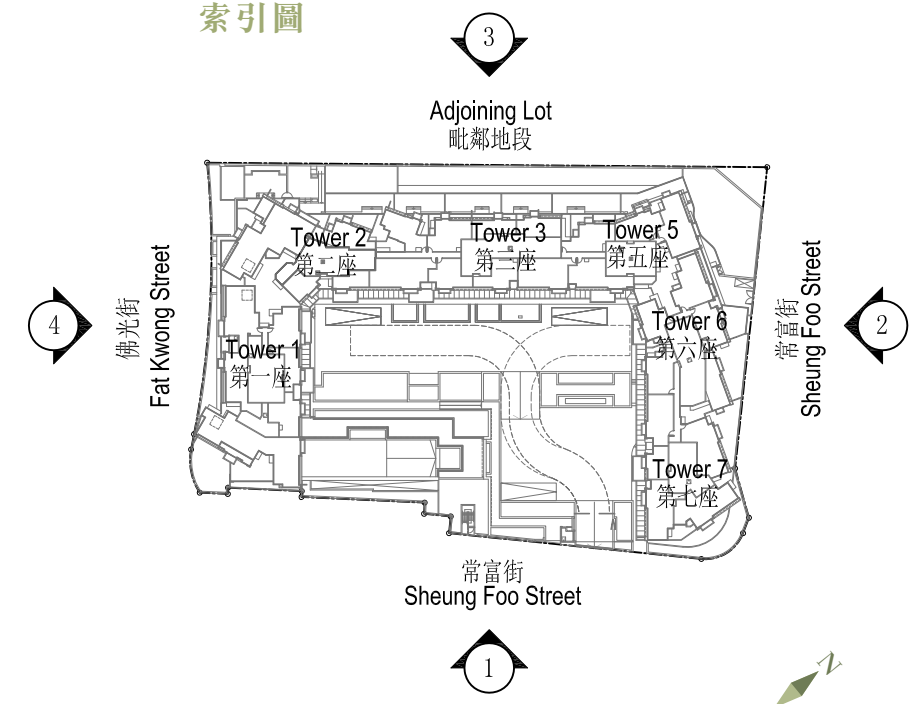 索引圖
3
Adjoining Lot
毗鄰地段
Tower 2
第二座
Tower 3
第三座
Tower 5
第五座
4
佛光街
Fat Kwong Street
Tower 1
第一座
Tower 6
第六座
常富街
Sheung Foo Street
2
Tower 7
第七座
常富街
Sheung Foo Street
1
N